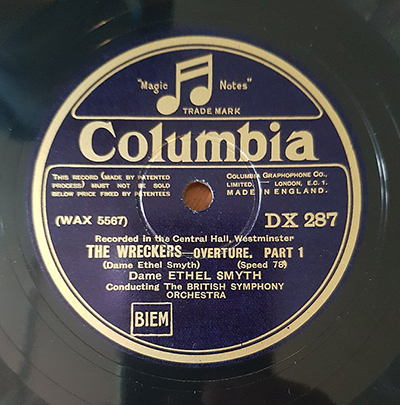 "Magic Notes"
TRADE MARK
Columbia
THIS RECORD (MADE BY PATENTED
PROCESS) MUST NOT BE SOLD
BELOW PRICE FIXED BY PATENTEES
COLUMBIA GRAPHOPHONE CO.,
LIMITED. LONDON, E.C. 1.
MADE IN ENGLAND.
(WAX 5567)
DX 287
Recorded in the Central Hall, Westminster
THE WRECKERS—OVERTURE. PART 1
(Dame Ethel Smyth) (Speed 78)
Dame ETHEL SMYTH
Conducting The BRITISH SYMPHONY
ORCHESTRA
BIEM